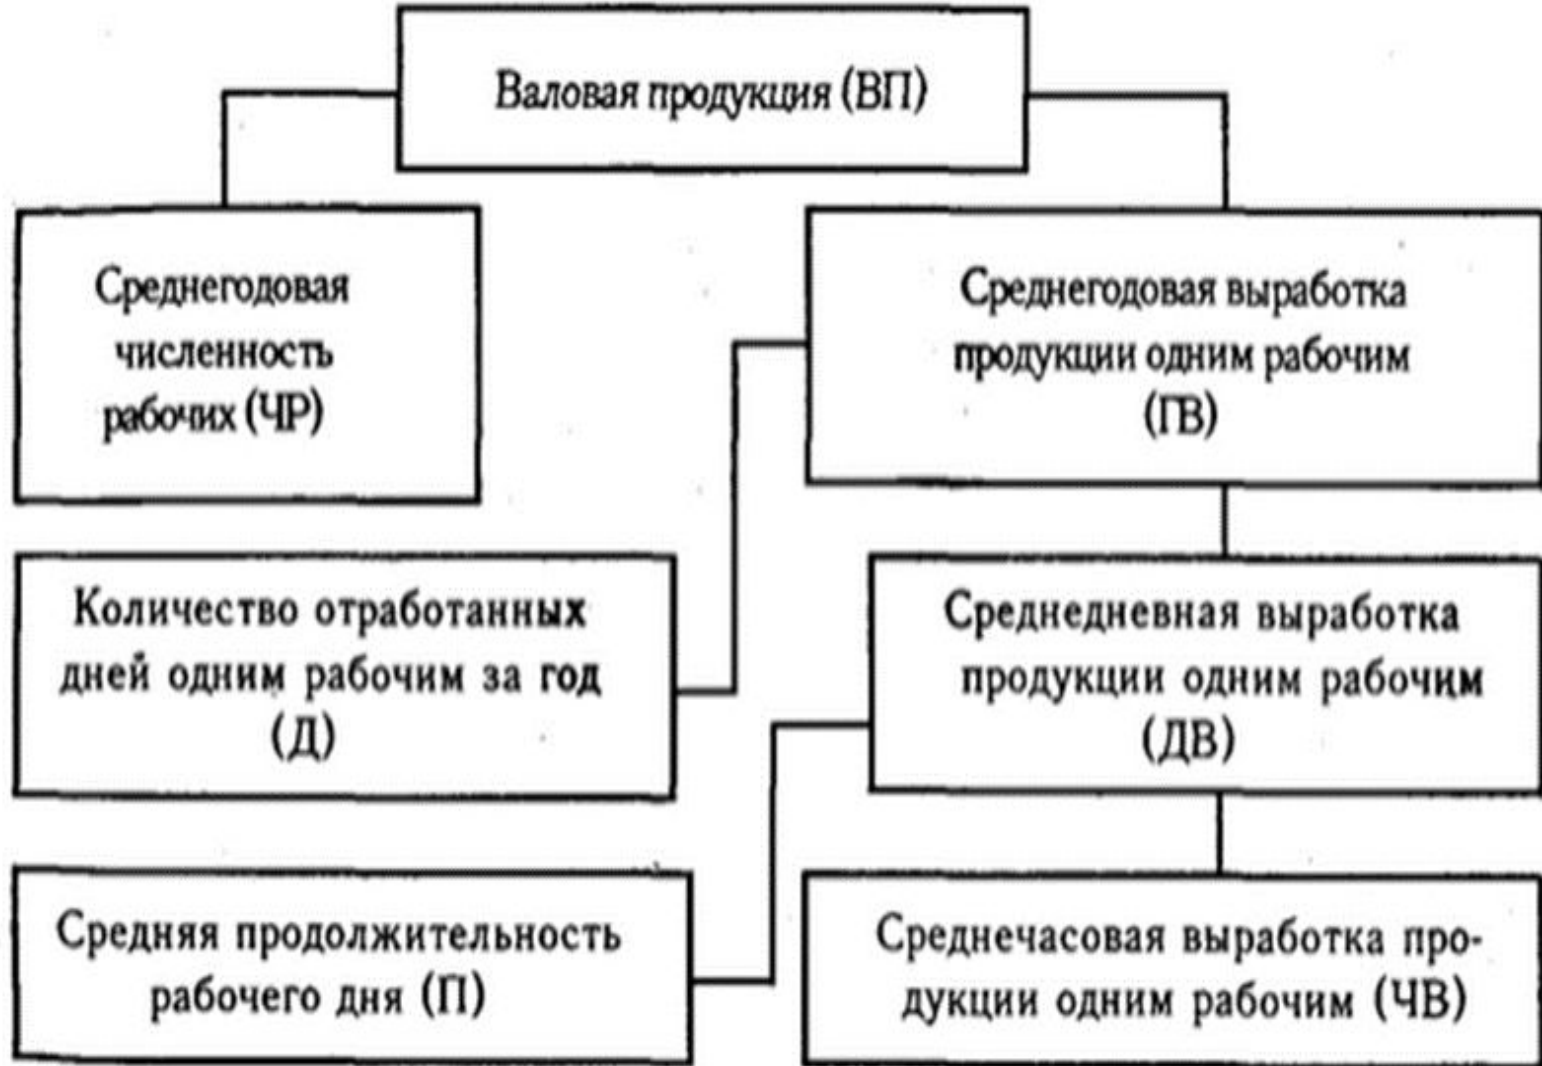 Валовая продукция (ВП)
Среднегодовая
численность
рабочих (ЧР)
Среднегодовая выработка
продукции одним рабочим
(ГВ)
Количество отработанных
дней одним рабочим за год
(Д)
Среднедневная выработка
продукции одним рабочим
(ДВ)
Средняя продолжительность
рабочего дня (П)
Среднечасовая выработка про-
дукции одним рабочим (ЧВ)